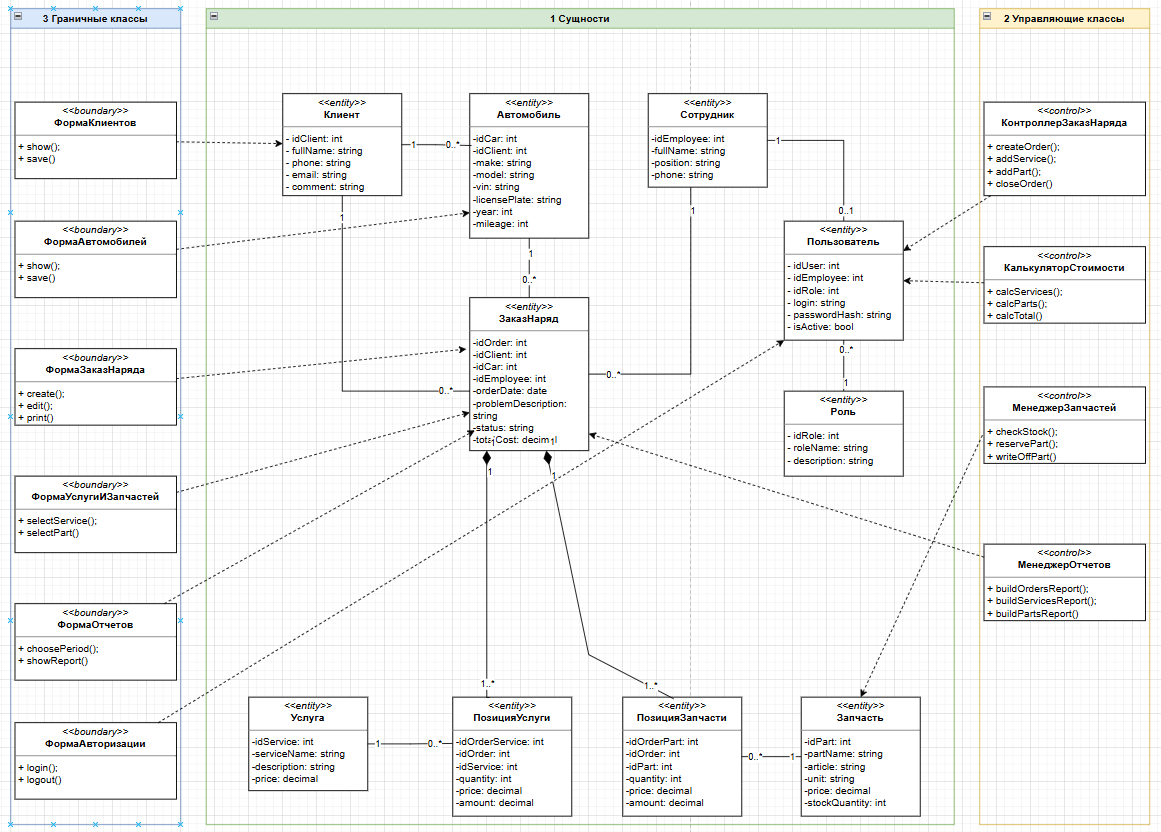 3 Граничные классы
1 Сущности
2 Управляющие классы
<<boundary>>
ФормаКлиентов
+ show();
+ save()
<<boundary>>
ФормаАвтомобилей
+ show();
+ save()
<<boundary>>
ФормаЗаказНаряда
+ create();
+ edit();
+ print()
<<boundary>>
ФормаУслугиИЗапчастей
+ selectService();
+ selectPart()
<<boundary>>
ФормаОтчетов
+ choosePeriod();
+ showReport()
<<boundary>>
ФормаАвторизации
+ login();
+ logout()
<<entity>>
Клиент
- idClient: int
- fullName: string
- phone: string
- email: string
- comment: string
1
0..*
1
0..*
<<entity>>
Автомобиль
-idCar: int
-idClient: int
-make: string
-model: string
-vin: string
-licensePlate: string
-year: int
-mileage: int
1
0..*
<<entity>>
Сотрудник
-idEmployee: int
-fullName: string
-position: string
-phone: string
1
0..1
1
0..*
<<entity>>
ЗаказНаряд
-idOrder: int
-idClient: int
-idCar: int
-idEmployee: int
-orderDate: date
-problemDescription:
string
-status: string
1
1
1
1
1..*
1..*
<<entity>>
Пользователь
- idUser: int
- idEmployee: int
- idRole: int
- login: string
- passwordHash: string
- isActive: bool
0..*
1
<<entity>>
Роль
- idRole: int
- roleName: string
- description: string
<<entity>>
Услуга
-idService: int
-serviceName: string
-description: string
-price: decimal
1
0..*
<<entity>>
ПозицияУслуги
-idOrderService: int
-idOrder: int
-idService: int
-quantity: int
-price: decimal
-amount: decimal
<<entity>>
ПозицияЗапчасти
-idOrderPart: int
-idOrder: int
-idPart: int
-quantity: int
-price: decimal
-amount: decimal
0..*
1
<<entity>>
Запчасть
-idPart: int
-partName: string
-article: string
-unit: string
-price: decimal
-stockQuantity: int
<<control>>
КонтроллерЗаказНаряда
+ createOrder();
+ addService();
+ addPart();
+ closeOrder()
<<control>>
КалькуляторСтоимости
+ calcServices();
+ calcParts();
+ calcTotal()
<<control>>
МенеджерЗапчастей
+ checkStock();
+ reservePart();
+ writeOffPart()
<<control>>
МенеджерОтчетов
+ buildOrdersReport();
+ buildServicesReport();
+ buildPartsReport()